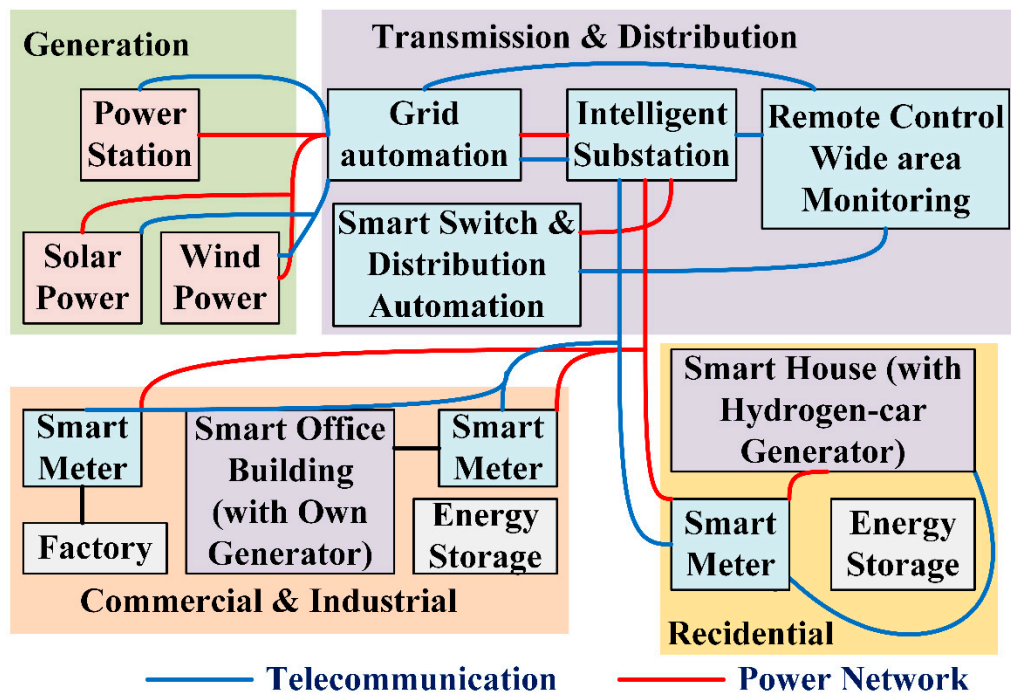 Generation
Power
Station
Solar
Power
Wind
Power
Transmission & Distribution
Grid
automation
Intelligent
Substation
Remote Control
Wide area
Monitoring
Smart Switch &
Distribution
Automation
Smart
Meter
Factory
Smart Office
Building
(with Own
Generator)
Smart
Meter
Energy
Storage
Commercial & Industrial
Smart House (with
Hydrogen-car
Generator)
Smart
Meter
Energy
Storage
Recidential
Telecommunication
Power Network